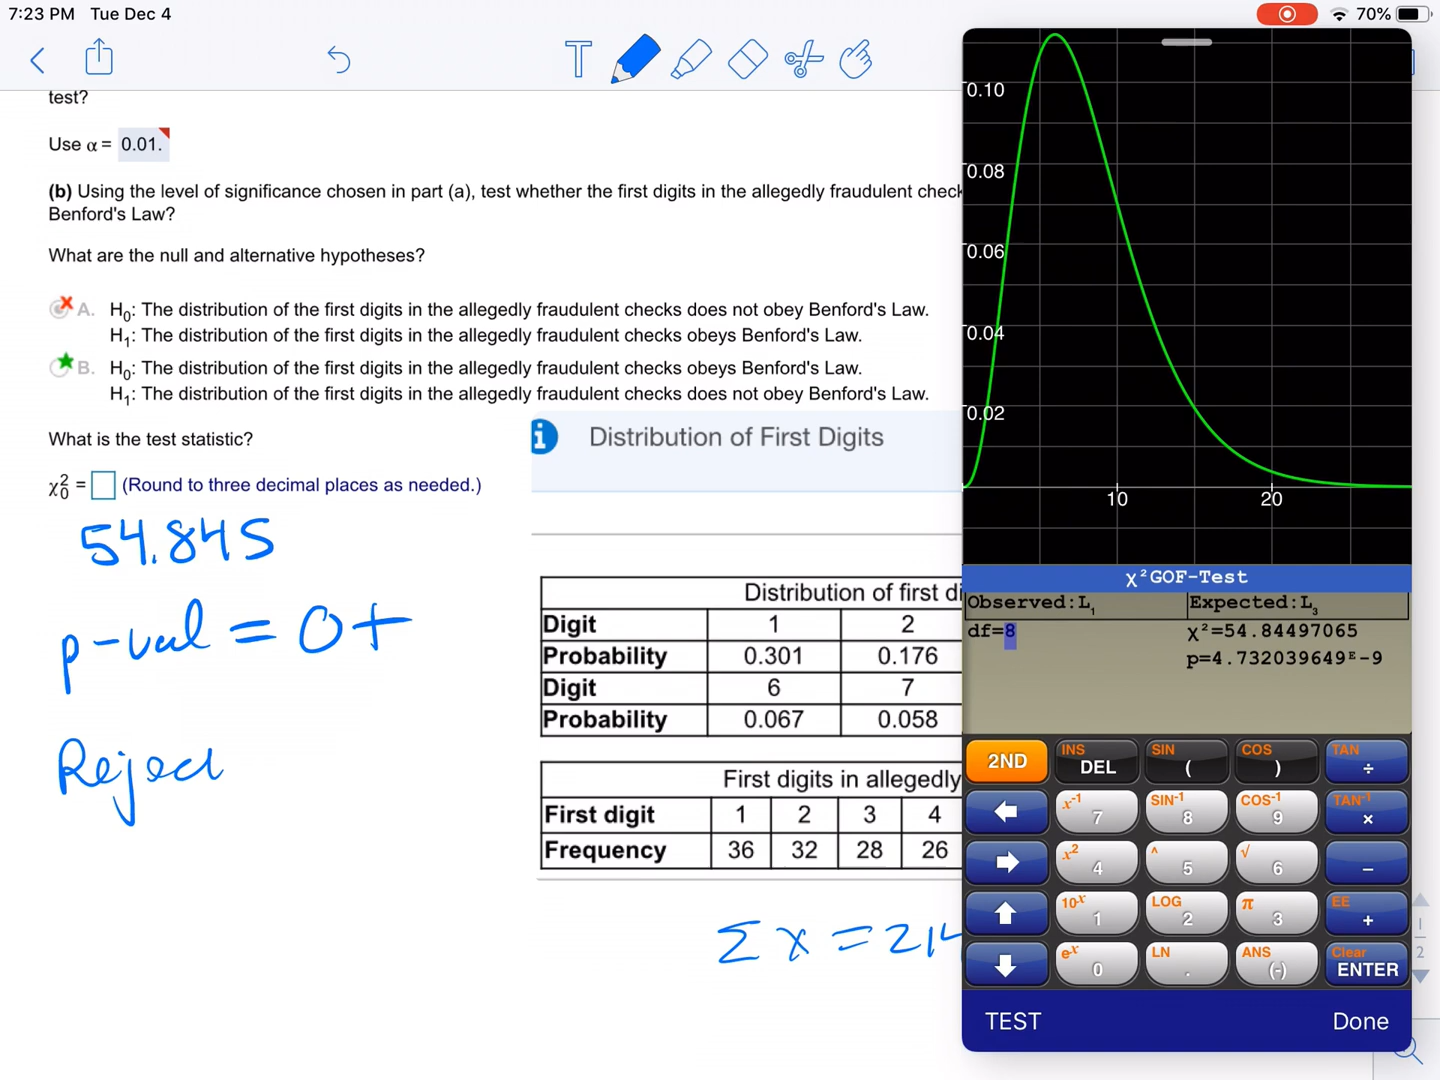 7:23 PM Tue Dec 4
70%
test?
Use α = 0.01.
(b) Using the level of significance chosen in part (a), test whether the first digits in the allegedly fraudulent check
Benford's Law?
What are the null and alternative hypotheses?
A. H0: The distribution of the first digits in the allegedly fraudulent checks does not obey Benford's Law.
H1: The distribution of the first digits in the allegedly fraudulent checks obeys Benford's Law.
B. H0: The distribution of the first digits in the allegedly fraudulent checks obeys Benford's Law.
H1: The distribution of the first digits in the allegedly fraudulent checks does not obey Benford's Law.
What is the test statistic?
χ²0 = (Round to three decimal places as needed.)
54.845
p-val = 0+
Reject
Distribution of First Digits
Distribution of first di
Digit 1 2
Probability 0.301 0.176
Digit 6 7
Probability 0.067 0.058
First digits in allegedly
First digit 1 2 3 4
Frequency 36 32 28 26
Σ x = 214
0.10
0.08
0.06
0.04
0.02
10 20
χ²GOF-Test
Observed:L1 Expected:L3
df=8 χ²=54.84497065
p=4.732039649E-9
2ND INS DEL SIN ( COS ) TAN ÷
x-1 7 SIN-1 8 COS-1 9 TAN-1 ×
x2 4 ^ 5 √ 6 −
10x 1 LOG 2 π 3 EE +
ex 0 LN . ANS (-) Clear ENTER
TEST Done
1
2